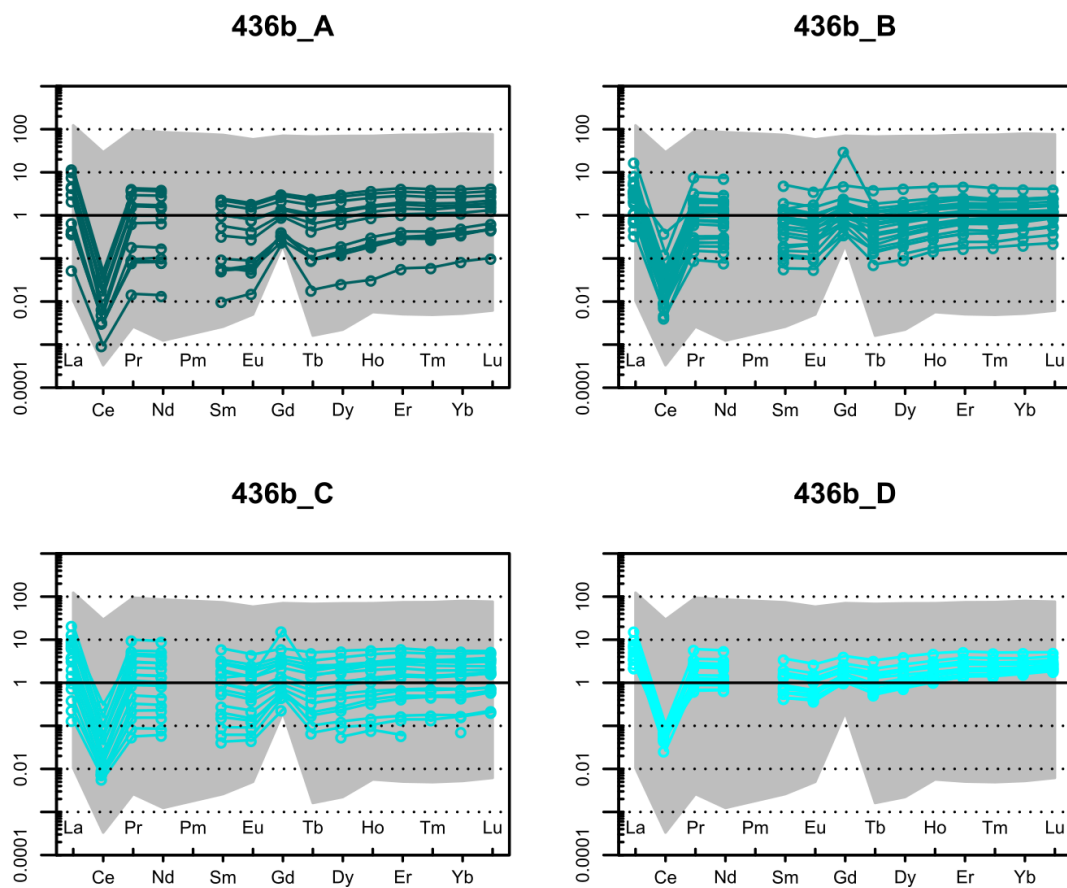 436b_A
100
10
1
0.01
0.0001
La Pr Pm Eu Tb Ho Tm Lu
Ce Nd Sm Gd Dy Er Yb
436b_B
100
10
1
0.01
0.0001
La Pr Pm Eu Tb Ho Tm Lu
Ce Nd Sm Gd Dy Er Yb
436b_C
100
10
1
0.01
0.0001
La Pr Pm Eu Tb Ho Tm Lu
Ce Nd Sm Gd Dy Er Yb
436b_D
100
10
1
0.01
0.0001
La Pr Pm Eu Tb Ho Tm Lu
Ce Nd Sm Gd Dy Er Yb